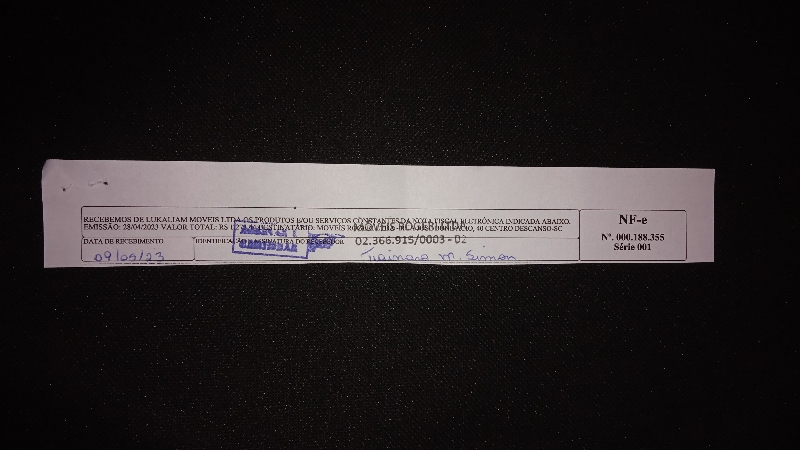 RECEBEMOS DE LUKALIAM MOVEIS LTDA OS PRODUTOS E/OU SERVIÇOS CONSTANTES DA NOTA FISCAL ELETRÔNICA INDICADA ABAIXO.
EMISSÃO: 28/04/2023 VALOR TOTAL: R$ DESTINATÁRIO: MOVEIS 40 CENTRO DESCANSO-SC
DATA DE RECEBIMENTO
09/05/23
IDENTIFICAÇÃO E ASSINATURA DO RECEBEDOR
02.366.915/0003-02
M. Simon
NF-e
Nº. 000.188.355
Série 001